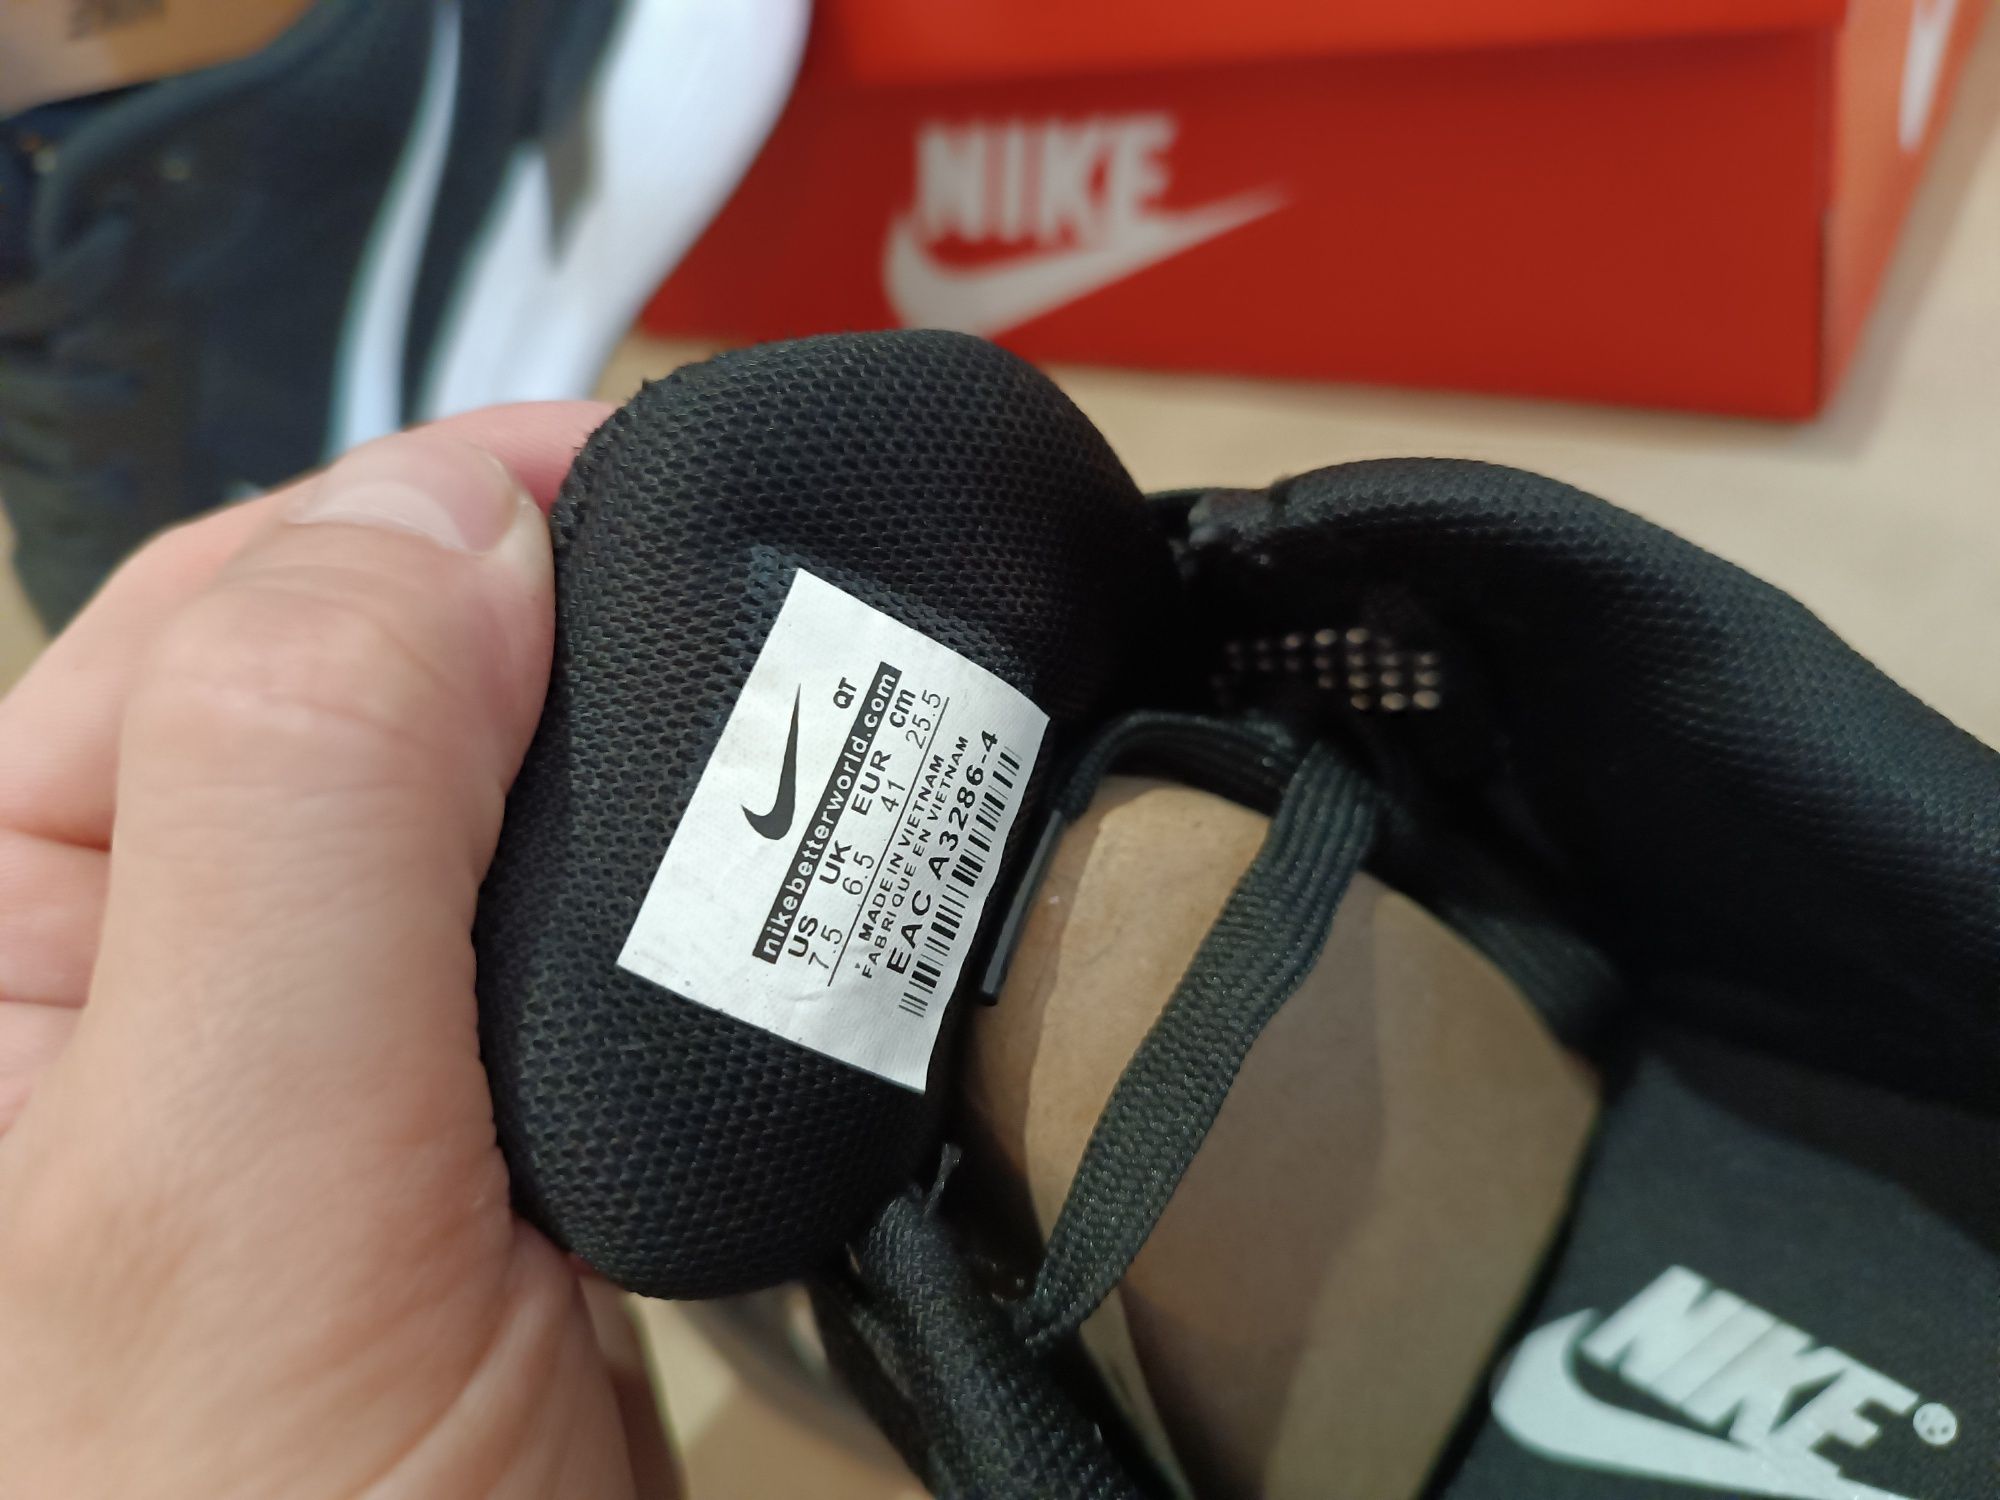 NIKE
QT
nikebetterworld.com
US UK EUR cm
7.5 6.5 41 25.5
MADE IN VIETNAM
FABRIQUE EN VIETNAM
EAC A3286-4
NIKE